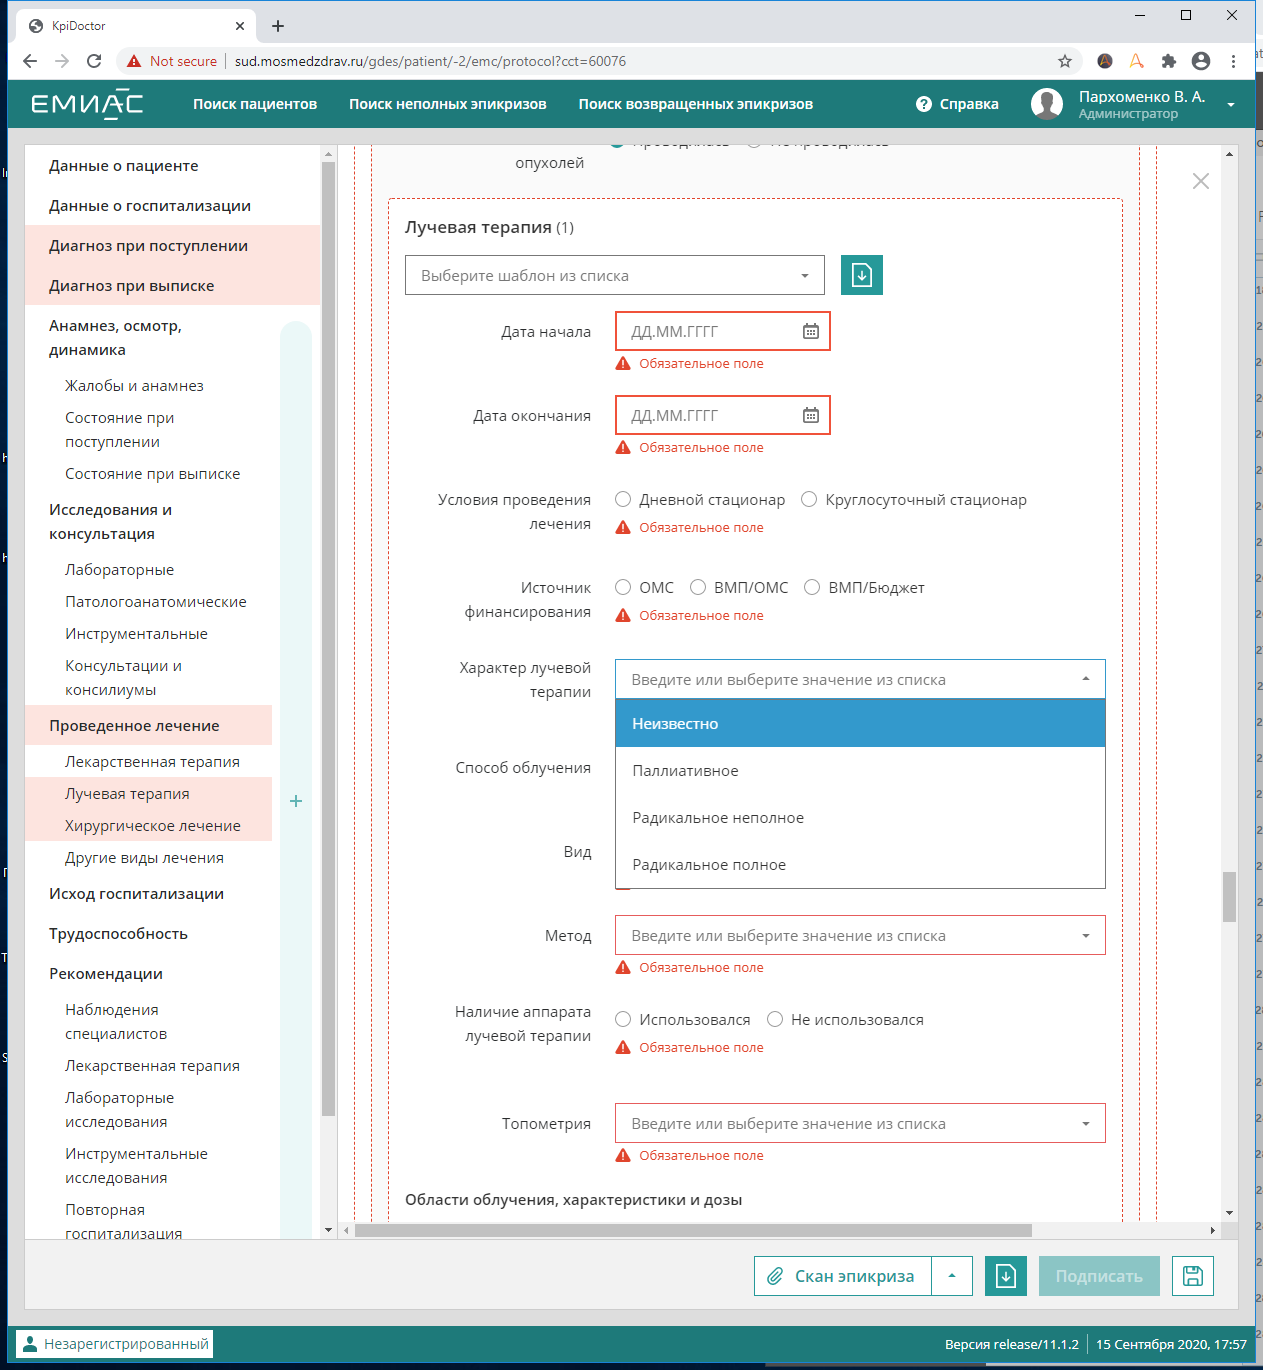 KpiDoctor
Not secure
sud.mosmedzdrav.ru/gdes/patient/-2/emc/protocol?cct=60076
ЕМИАС
Поиск пациентов
Поиск неполных эпикризов
Поиск возвращенных эпикризов
Справка
Пархоменко В. А.
Администратор
Данные о пациенте
Данные о госпитализации
Диагноз при поступлении
Диагноз при выписке
Анамнез, осмотр,
динамика
Жалобы и анамнез
Состояние при
поступлении
Состояние при выписке
Исследования и
консультация
Лабораторные
Патологоанатомические
Инструментальные
Консультации и
консилиумы
Проведенное лечение
Лекарственная терапия
Лучевая терапия
Хирургическое лечение
Другие виды лечения
Исход госпитализации
Трудоспособность
Рекомендации
Наблюдения
специалистов
Лекарственная терапия
Лабораторные
исследования
Инструментальные
исследования
Повторная
госпитализация
Проводилась Не проводилась
опухолей
Лучевая терапия (1)
Выберите шаблон из списка
Дата начала
ДД.ММ.ГГГГ
Обязательное поле
Дата окончания
ДД.ММ.ГГГГ
Обязательное поле
Условия проведения
лечения
Дневной стационар Круглосуточный стационар
Обязательное поле
Источник
финансирования
ОМС ВМП/ОМС ВМП/Бюджет
Обязательное поле
Характер лучевой
терапии
Введите или выберите значение из списка
Неизвестно
Паллиативное
Радикальное неполное
Радикальное полное
Способ облучения
Вид
Метод
Введите или выберите значение из списка
Обязательное поле
Наличие аппарата
лучевой терапии
Использовался Не использовался
Обязательное поле
Топометрия
Введите или выберите значение из списка
Обязательное поле
Области облучения, характеристики и дозы
Скан эпикриза
Подписать
Незарегистрированный
Версия release/11.1.2
15 Сентября 2020, 17:57